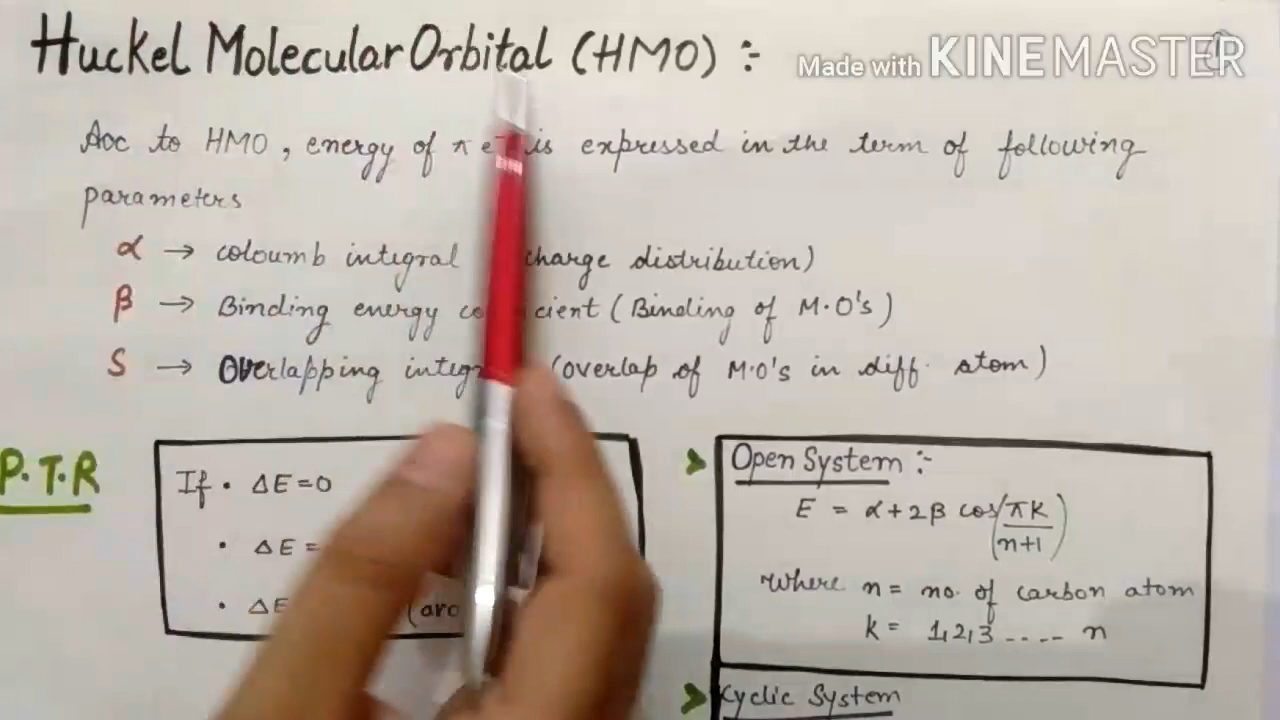 Huckel Molecular Orbital (HMO) :-
Made with KINEMASTER
Acc to HMO, energy of π e⁻ is expressed in the term of following
parameters
α → coloumb integral charge distribution)
β → Binding energy (Binding of M.O's)
S → Overlapping (overlap of M.O's in diff. atom)
P.T.R
If • ΔE=0
• ΔE =
• ΔE
Open System :-
E = α+2β cos(πk/n+1)
where n = no. of carbon atom
k = 1,2,3 ---- n
Cyclic System